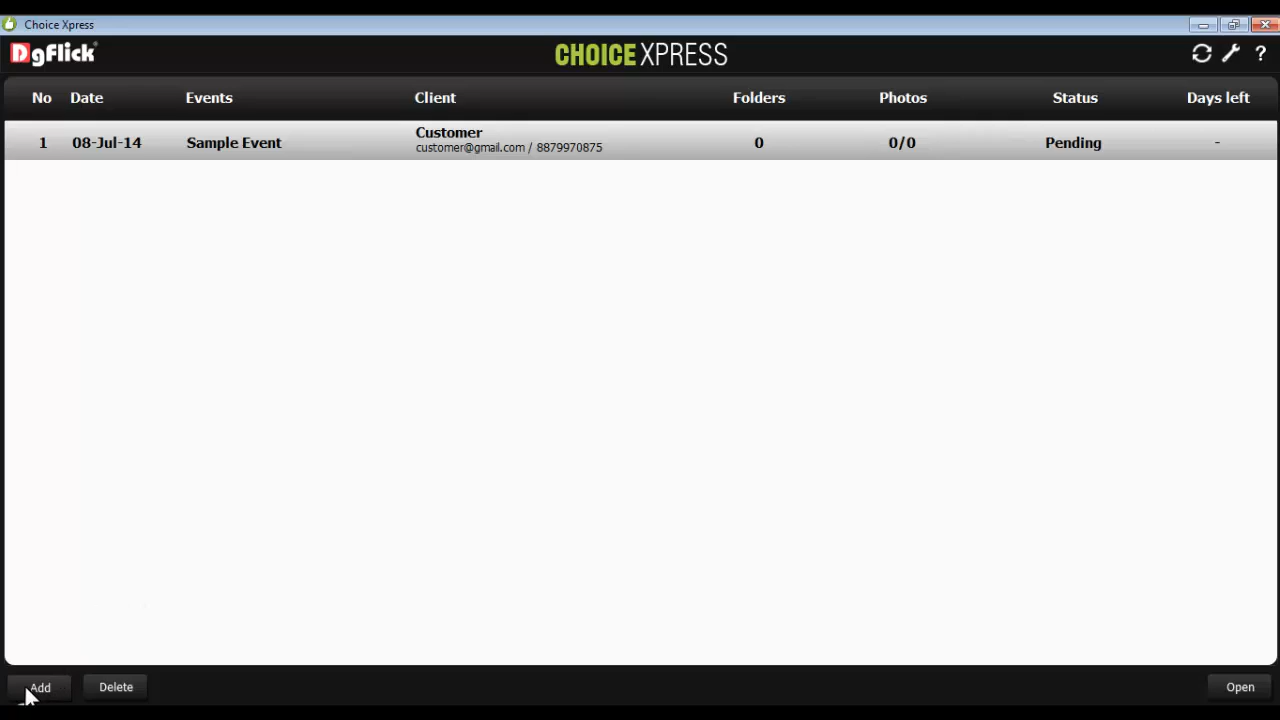 Choice Xpress
DgFlick®
CHOICE XPRESS
?
No Date Events Client Folders Photos Status Days left
1 08-Jul-14 Sample Event Customer 0 0/0 Pending -
customer@gmail.com / 8879970875
Add Delete Open